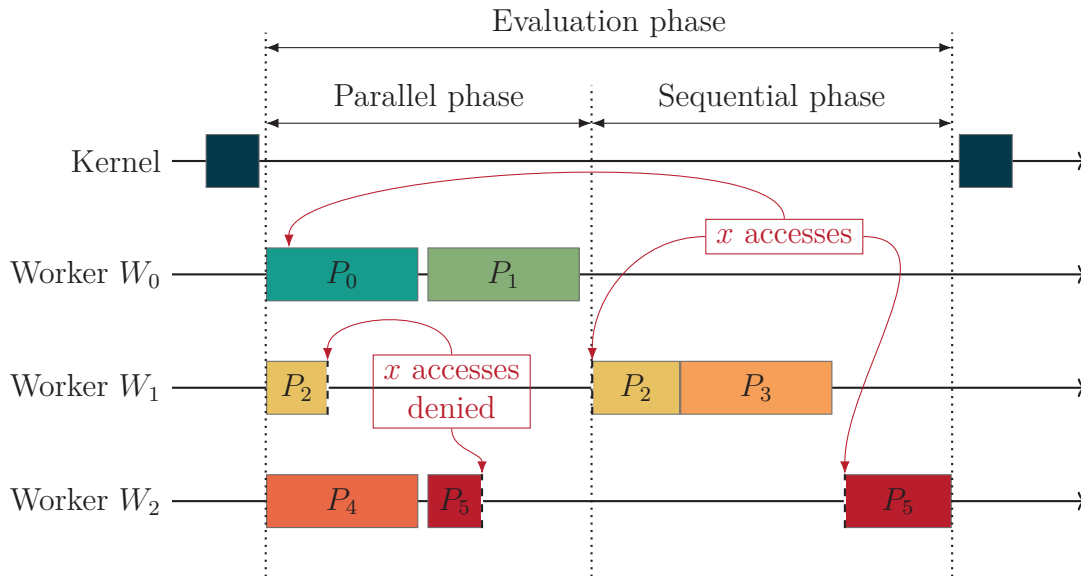 Evaluation phase
Parallel phase
Sequential phase
Kernel
x accesses
Worker W₀
P₀
P₁
x accesses
denied
Worker W₁
P₂
P₂
P₃
Worker W₂
P₄
P₅
P₅